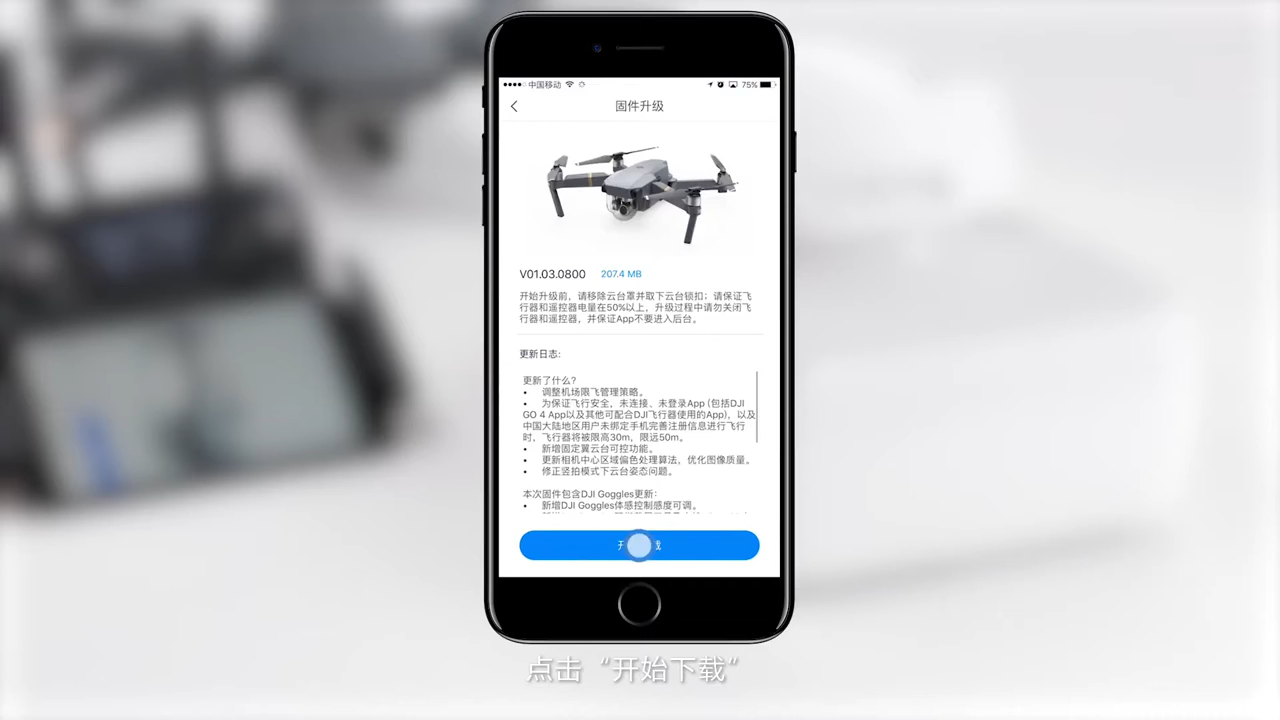 中国移动
75%
固件升级
V01.03.0800 207.4 MB
开始升级前，请移除云台罩并取下云台锁扣；请保证飞
行器和遥控器电量在50%以上，升级过程中请勿关闭飞
行器和遥控器，并保证App不要进入后台。
更新日志:
更新了什么?
• 调整机场限飞管理策略。
• 为保证飞行安全，未连接、未登录App (包括DJI
GO 4 App以及其他可配合DJI飞行器使用的App)，以及
中国大陆地区用户未绑定手机完善注册信息进行飞行
时，飞行器将被限高30m，限远50m。
• 新增固定翼云台可控功能。
• 更新相机中心区域偏色处理算法，优化图像质量。
• 修正竖拍模式下云台姿态问题。
本次固件包含DJI Goggles更新:
• 新增DJI Goggles体感控制感度可调。
开 载
点击“开始下载”